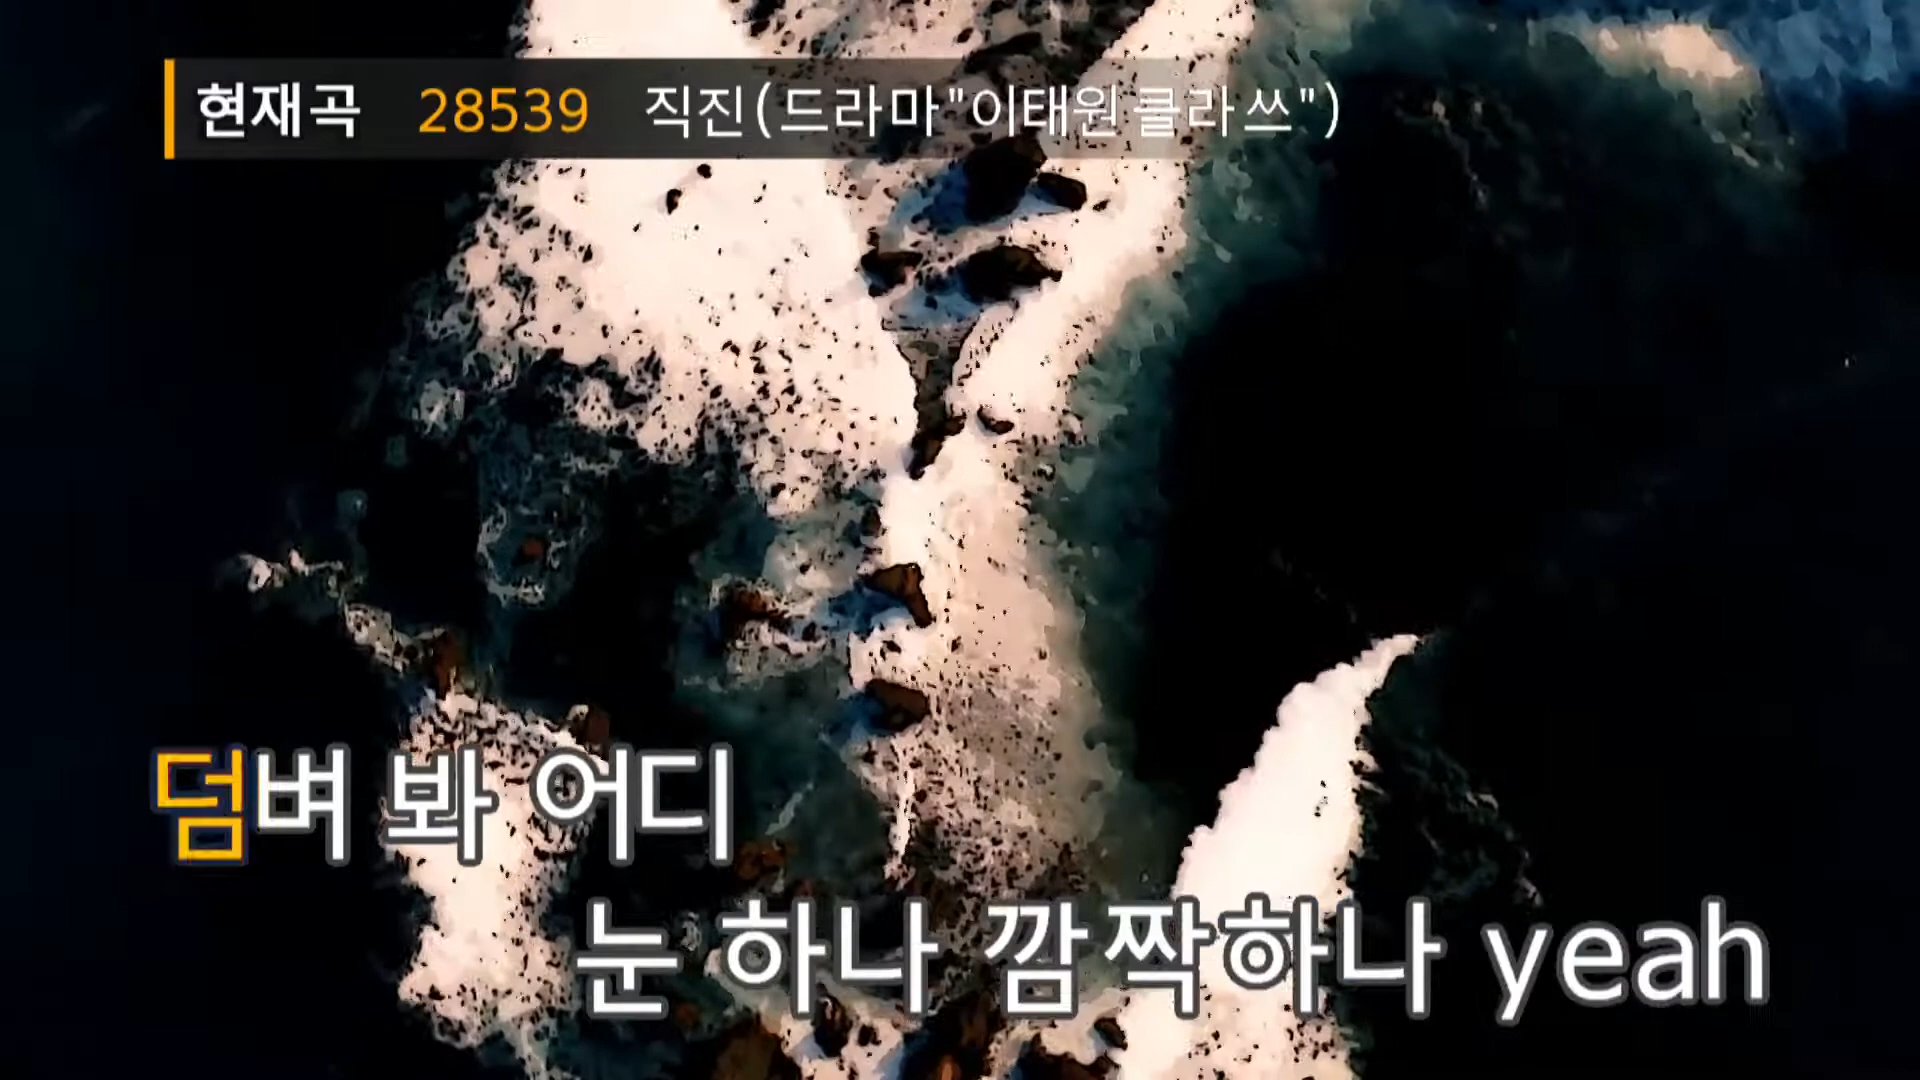 현재곡 28539 직진(드라마"이태원클라쓰")
덤벼 봐 어디
눈 하나 깜짝하나 yeah